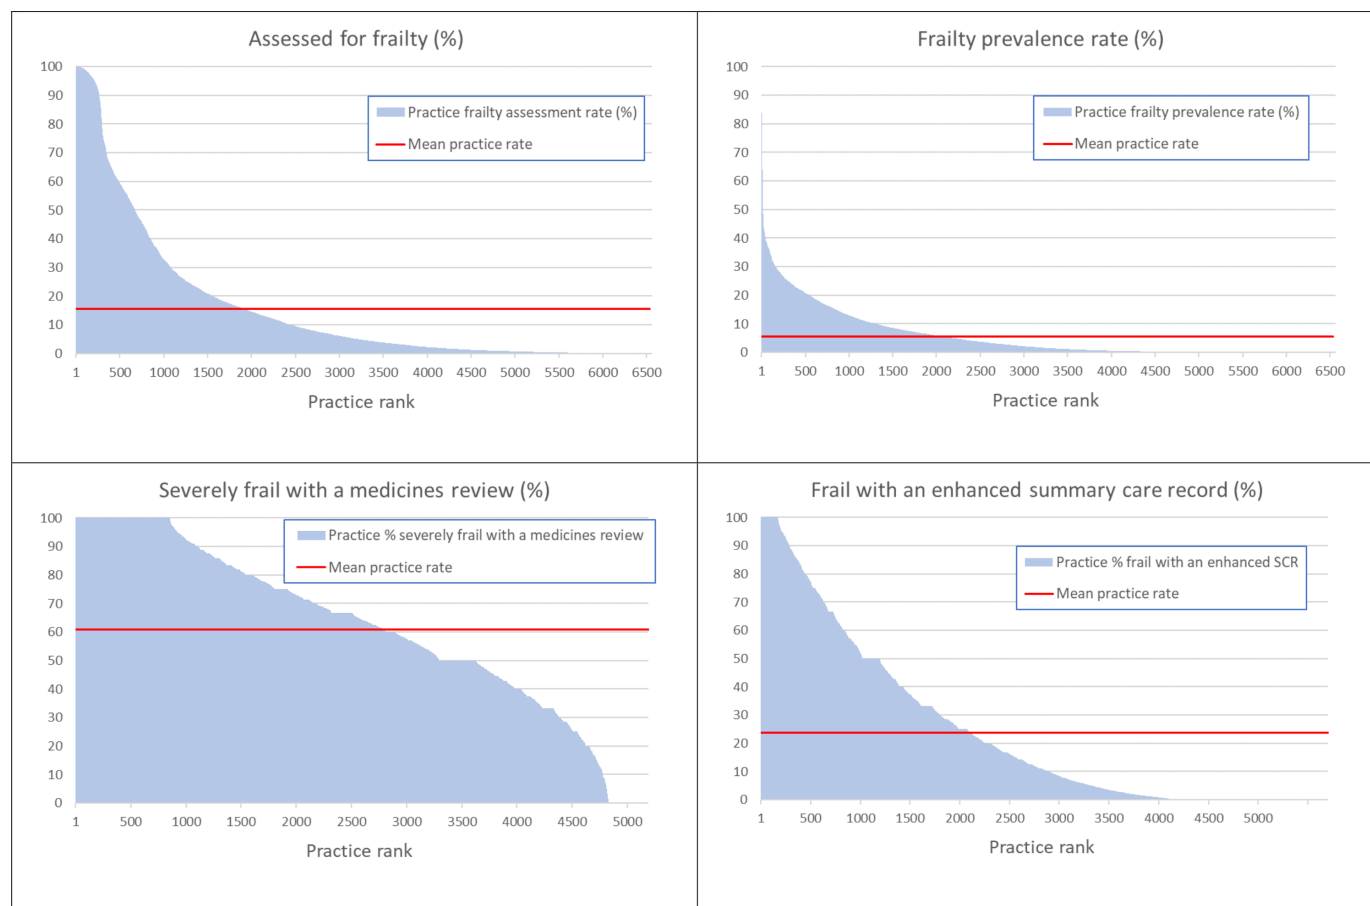 Assessed for frailty (%)
100
90
80
70
60
50
40
30
20
10
0
Practice frailty assessment rate (%)
Mean practice rate
1 500 1000 1500 2000 2500 3000 3500 4000 4500 5000 5500 6000 6500
Practice rank
Frailty prevalence rate (%)
100
90
80
70
60
50
40
30
20
10
0
Practice frailty prevalence rate (%)
Mean practice rate
1 500 1000 1500 2000 2500 3000 3500 4000 4500 5000 5500 6000 6500
Practice rank
Severely frail with a medicines review (%)
100
90
80
70
60
50
40
30
20
10
0
Practice % severely frail with a medicines review
Mean practice rate
1 500 1000 1500 2000 2500 3000 3500 4000 4500 5000
Practice rank
Frail with an enhanced summary care record (%)
100
90
80
70
60
50
40
30
20
10
0
Practice % frail with an enhanced SCR
Mean practice rate
1 500 1000 1500 2000 2500 3000 3500 4000 4500 5000
Practice rank